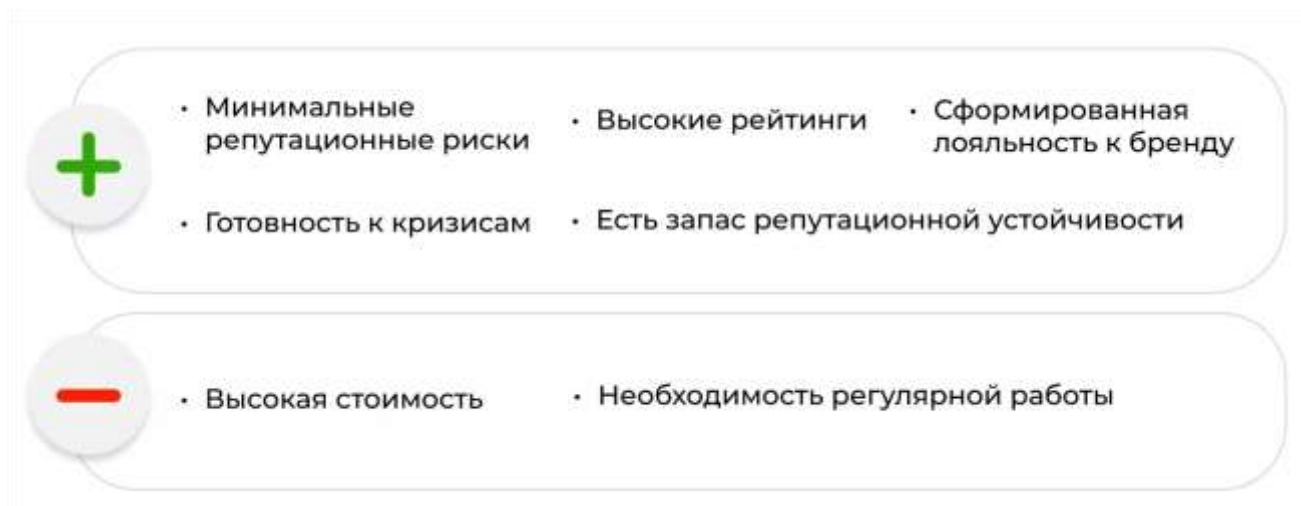 • Минимальные
репутационные риски
• Высокие рейтинги
• Сформированная
лояльность к бренду
• Готовность к кризисам
• Есть запас репутационной устойчивости
• Высокая стоимость
• Необходимость регулярной работы